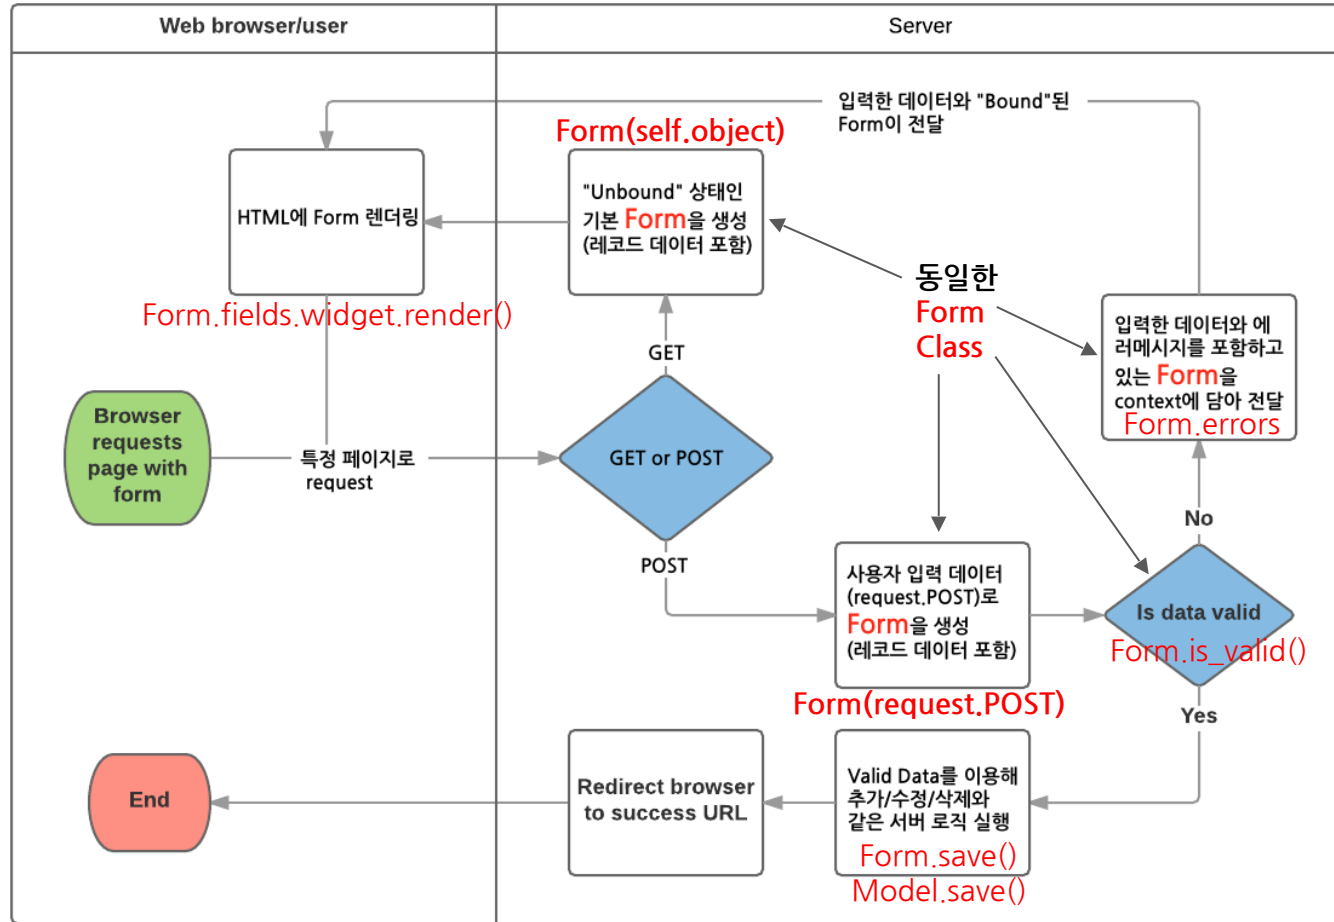 Web browser/user
Server
입력한 데이터와 "Bound"된
Form이 전달
Form(self.object)
"Unbound" 상태인
기본 Form을 생성
(레코드 데이터 포함)
HTML에 Form 렌더링
Form.fields.widget.render()
동일한
Form
Class
입력한 데이터와 에
러메시지를 포함하고
있는 Form을
context에 담아 전달
Form.errors
GET
Browser
requests
page with
form
특정 페이지로
request
GET or POST
No
POST
사용자 입력 데이터
(request.POST)로
Form을 생성
(레코드 데이터 포함)
Form(request.POST)
Is data valid
Form.is_valid()
Yes
End
Redirect browser
to success URL
Valid Data를 이용해
추가/수정/삭제와
같은 서버 로직 실행
Form.save()
Model.save()